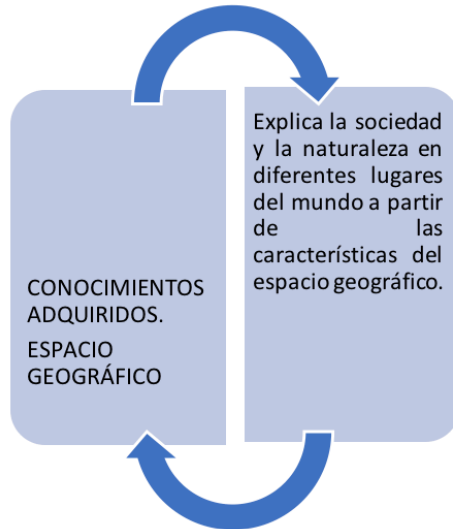 CONOCIMIENTOS
ADQUIRIDOS.
ESPACIO
GEOGRÁFICO
Explica la sociedad
y la naturaleza en
diferentes lugares
del mundo a partir
de las
características del
espacio geográfico.